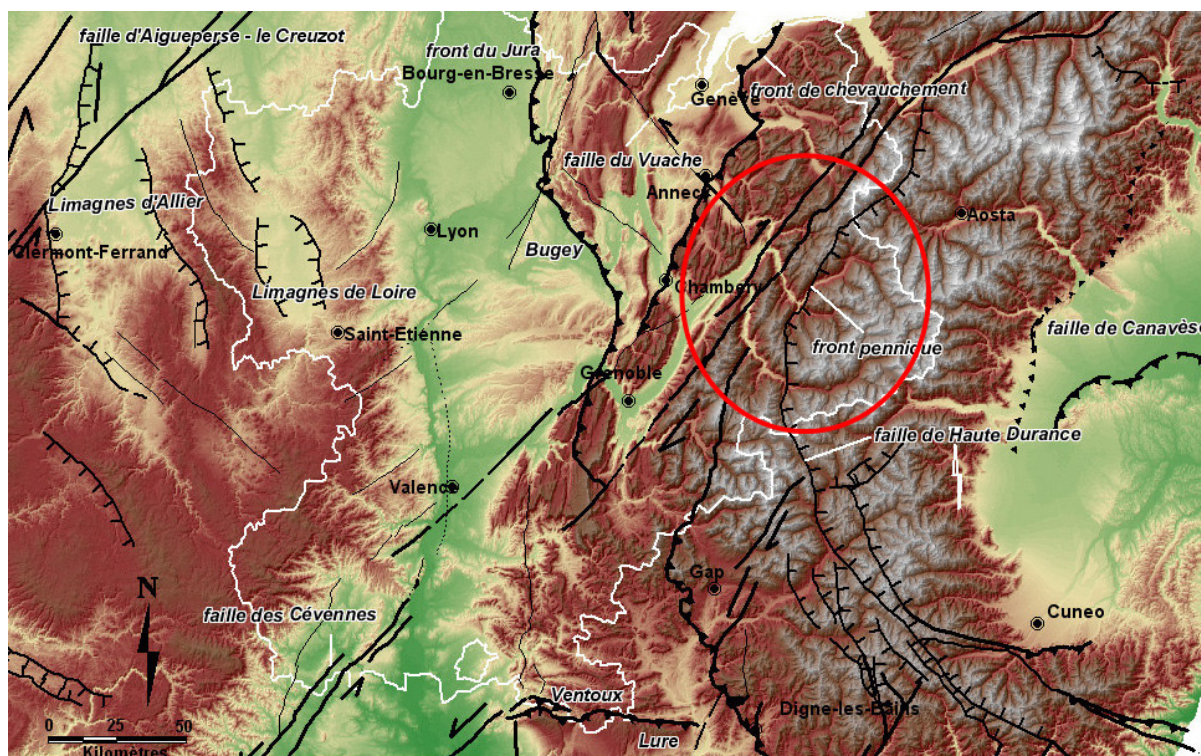 faille d'Aigueperse - le Creuzot
front du Jura
Bourg-en-Bresse
Genève
front de chevauchement
faille du Vuache
Annecy
Limagnes d'Allier
Clermont-Ferrand
Lyon
Aosta
Bugey
Chambéry
Limagnes de Loire
Saint-Etienne
faille de Canavèse
front pennique
Grenoble
faille de Haute Durance
Valence
N
Gap
faille des Cévennes
Cuneo
Ventoux
Digne-les-Bains
0 25 50
Kilomètres
Lure